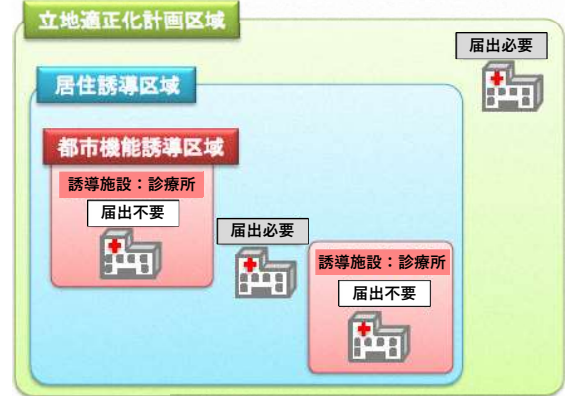 立地適正化計画区域
届出必要
居住誘導区域
都市機能誘導区域
誘導施設：診療所
届出不要
届出必要
誘導施設：診療所
届出不要